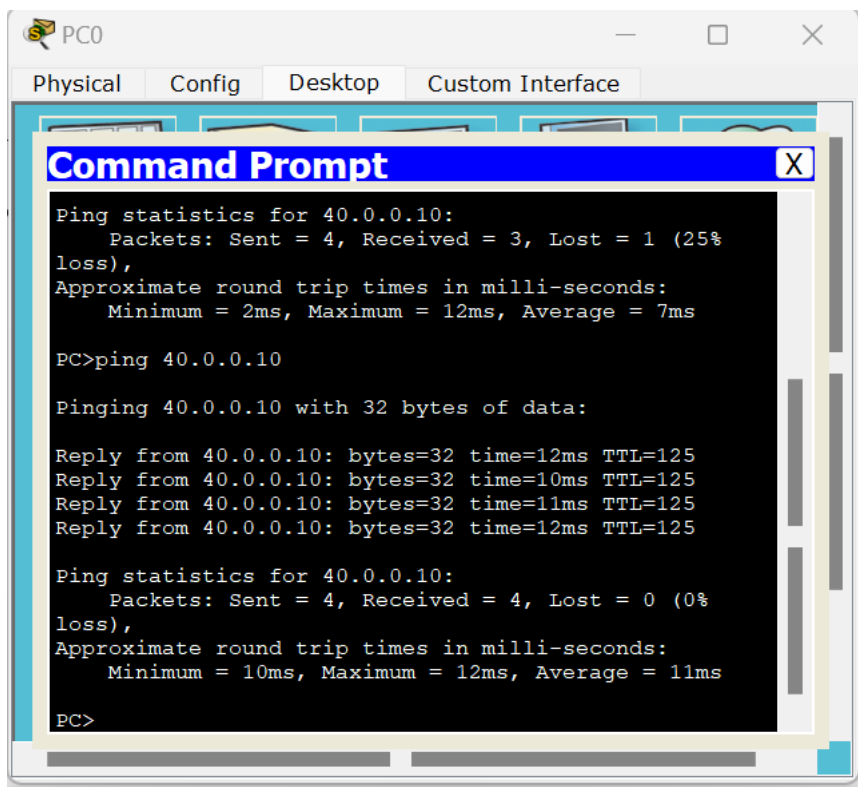 PC0
Physical Config Desktop Custom Interface
Command Prompt X
Ping statistics for 40.0.0.10:
    Packets: Sent = 4, Received = 3, Lost = 1 (25%
loss),
Approximate round trip times in milli-seconds:
    Minimum = 2ms, Maximum = 12ms, Average = 7ms
PC>ping 40.0.0.10
Pinging 40.0.0.10 with 32 bytes of data:
Reply from 40.0.0.10: bytes=32 time=12ms TTL=125
Reply from 40.0.0.10: bytes=32 time=10ms TTL=125
Reply from 40.0.0.10: bytes=32 time=11ms TTL=125
Reply from 40.0.0.10: bytes=32 time=12ms TTL=125
Ping statistics for 40.0.0.10:
    Packets: Sent = 4, Received = 4, Lost = 0 (0%
loss),
Approximate round trip times in milli-seconds:
    Minimum = 10ms, Maximum = 12ms, Average = 11ms
PC>